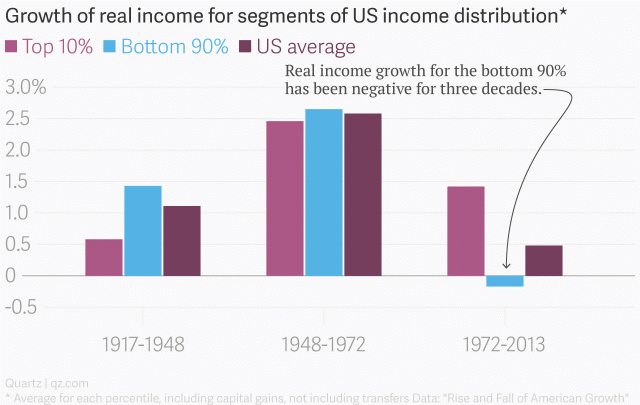 Growth of real income for segments of US income distribution*
Top 10% Bottom 90% US average
Real income growth for the bottom 90%
has been negative for three decades.
3.0%
2.5
2.0
1.5
1.0
0.5
0
-0.5
1917-1948 1948-1972 1972-2013
Quartz | qz.com
* Average for each percentile, including capital gains, not including transfers Data: "Rise and Fall of American Growth"